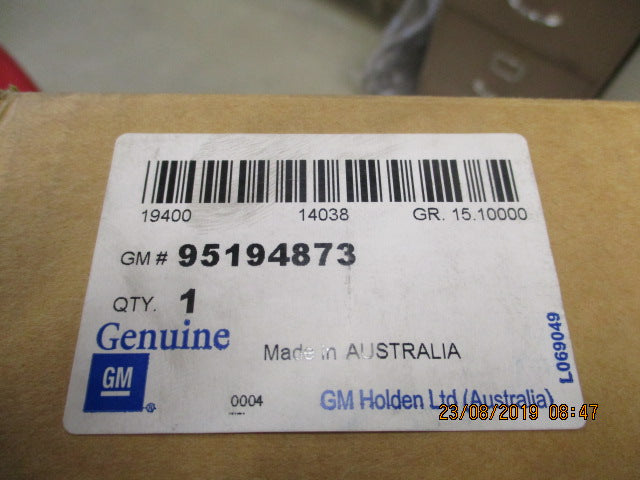 19400 14038 GR. 15.10000
GM # 95194873
QTY. 1
Genuine
Made in AUSTRALIA
L069049
GM
0004
GM Holden Ltd (Australia)
23/08/2019 08:47